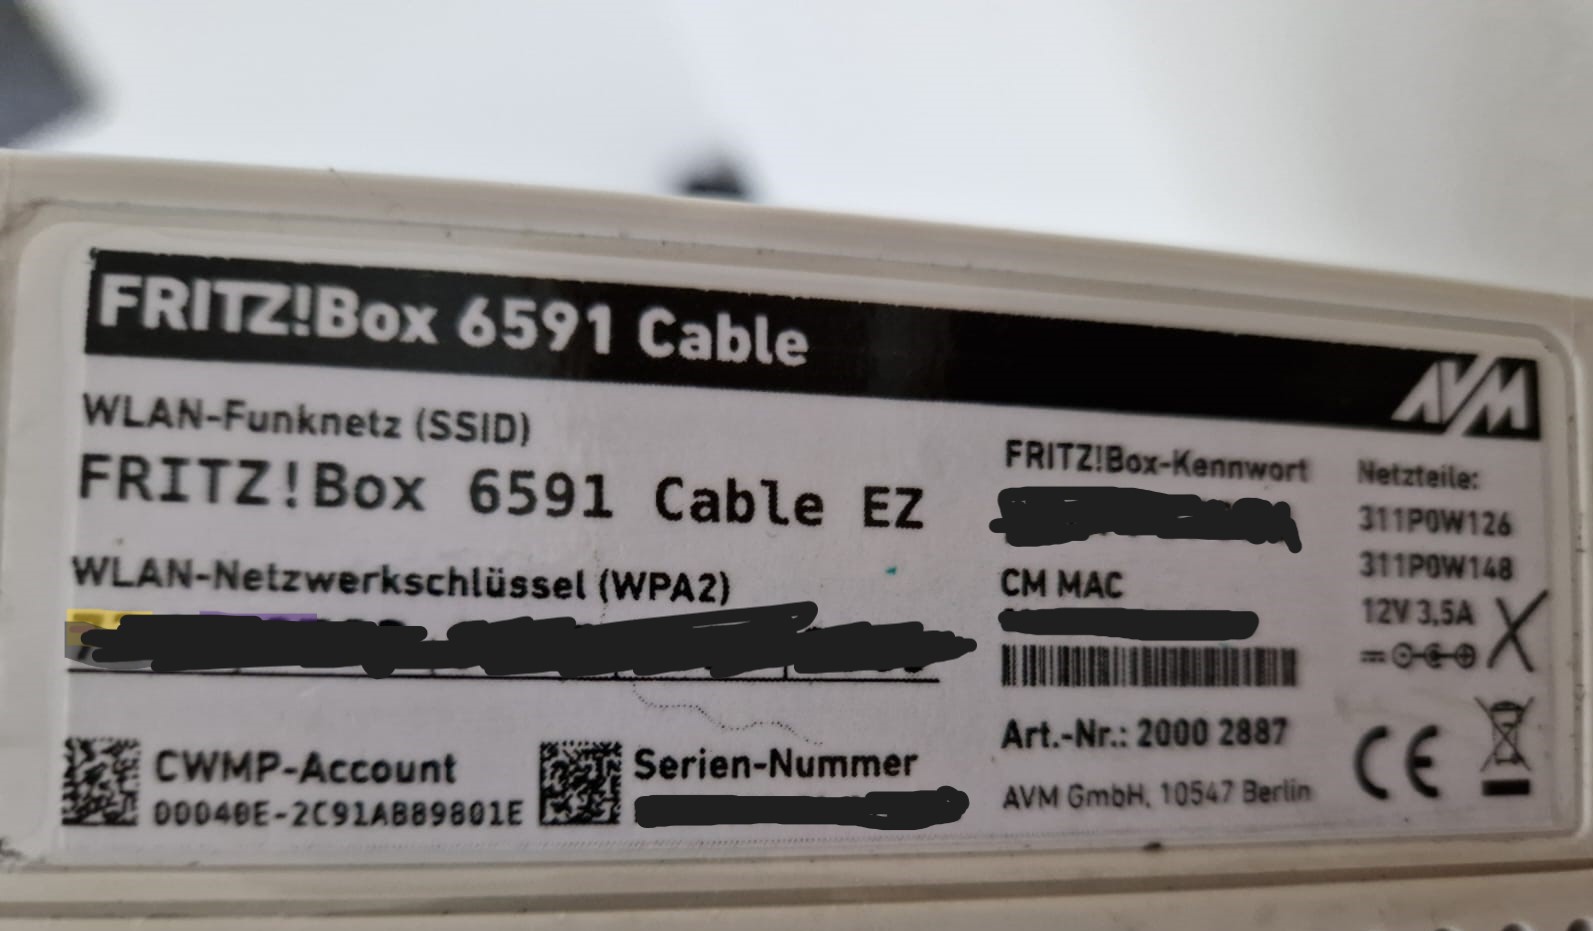 FRITZ!Box 6591 Cable
AVM
WLAN-Funknetz (SSID)
FRITZ!Box 6591 Cable EZ
WLAN-Netzwerkschlüssel (WPA2)
CWMP-Account
00040E-2C91AB89801E
Serien-Nummer
FRITZ!Box-Kennwort
CM MAC
Art.-Nr.: 2000 2887
AVM GmbH, 10547 Berlin
Netzteile:
311P0W126
311P0W148
12V 3,5A
CE